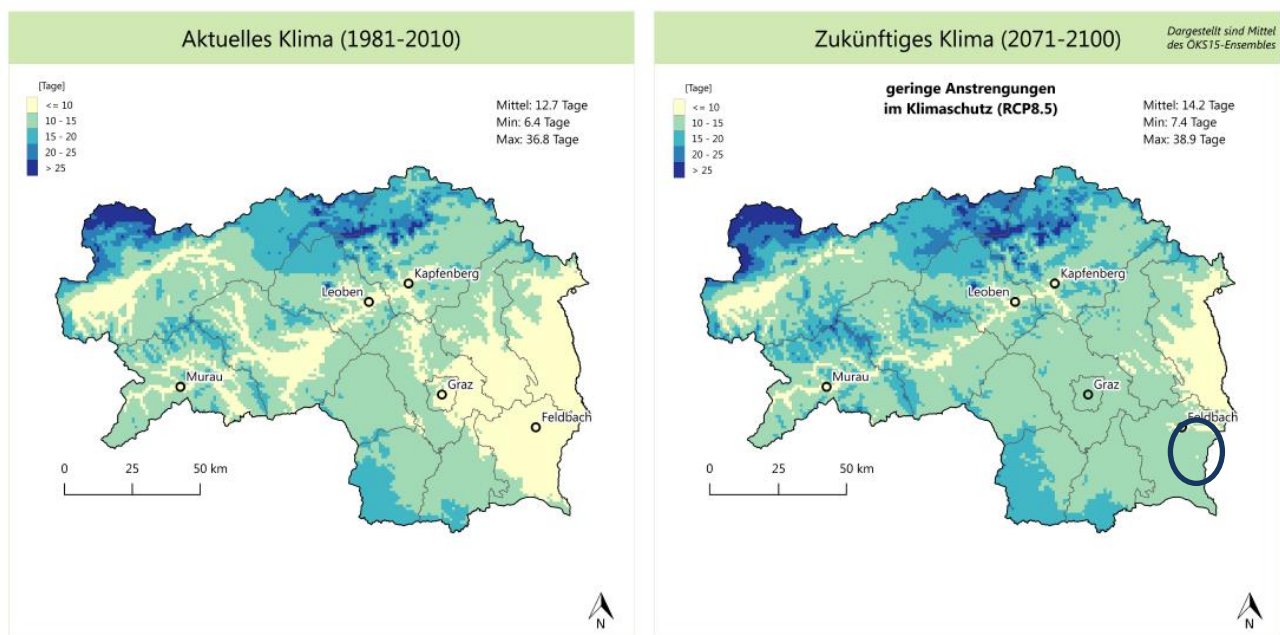 Aktuelles Klima (1981-2010)
[Tage]
<= 10
10 - 15
15 - 20
20 - 25
> 25
Mittel: 12.7 Tage
Min: 6.4 Tage
Max: 36.8 Tage
Kapfenberg
Leoben
Murau
Graz
Feldbach
0 25 50 km
N
Zukünftiges Klima (2071-2100)
Dargestellt sind Mittel
des ÖKS15-Ensembles
[Tage]
<= 10
10 - 15
15 - 20
20 - 25
> 25
geringe Anstrengungen
im Klimaschutz (RCP8.5)
Mittel: 14.2 Tage
Min: 7.4 Tage
Max: 38.9 Tage
Kapfenberg
Leoben
Murau
Graz
Feldbach
0 25 50 km
N